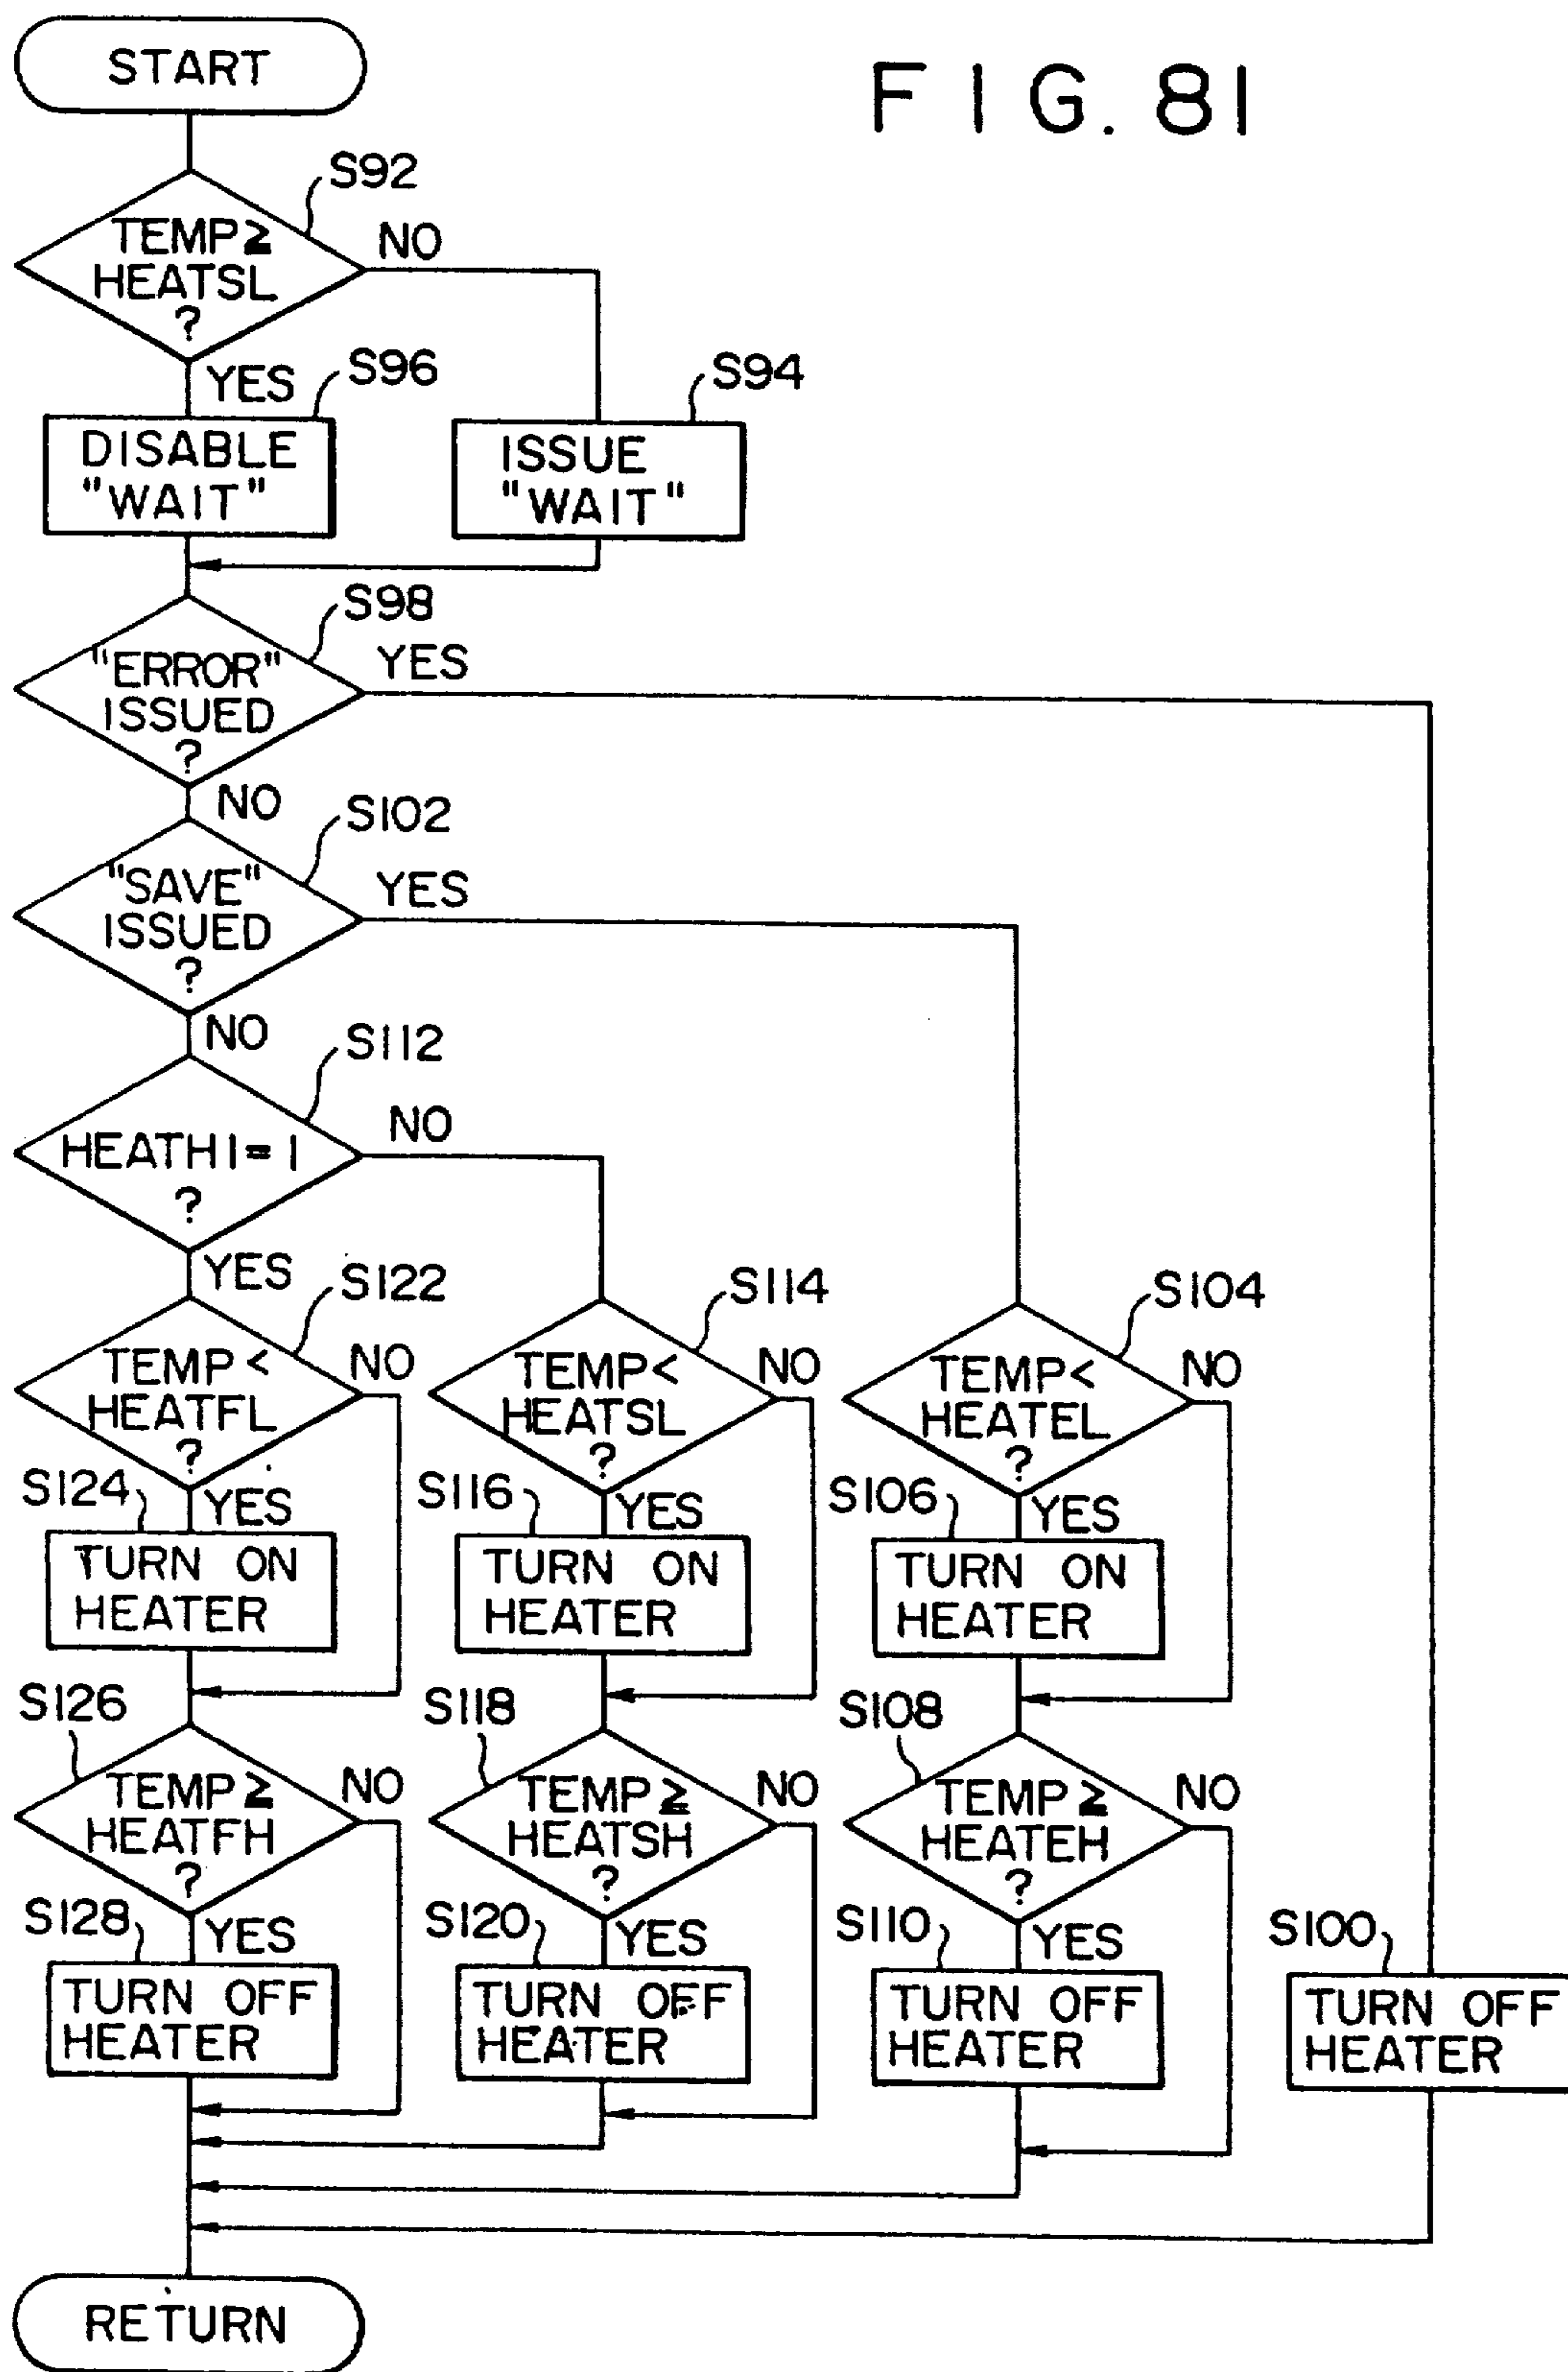 START
F I G. 81
S92
TEMP ≥
HEATSL
?
NO
YES
S96
S94
DISABLE
"WAIT"
ISSUE
"WAIT"
S98
"ERROR"
ISSUED
?
YES
NO
S102
"SAVE"
ISSUED
?
YES
NO
S112
HEATH1 = 1
?
NO
YES
S122
TEMP <
HEATFL
?
NO
S114
TEMP <
HEATSL
?
NO
S104
TEMP <
HEATEL
?
NO
S124
YES
TURN ON
HEATER
S116
YES
TURN ON
HEATER
S106
YES
TURN ON
HEATER
S126
TEMP ≥
HEATFH
?
NO
S118
TEMP ≥
HEATSH
?
NO
S108
TEMP ≥
HEATEH
?
NO
S128
YES
TURN OFF
HEATER
S120
YES
TURN OFF
HEATER
S110
YES
TURN OFF
HEATER
S100
TURN OFF
HEATER
RETURN